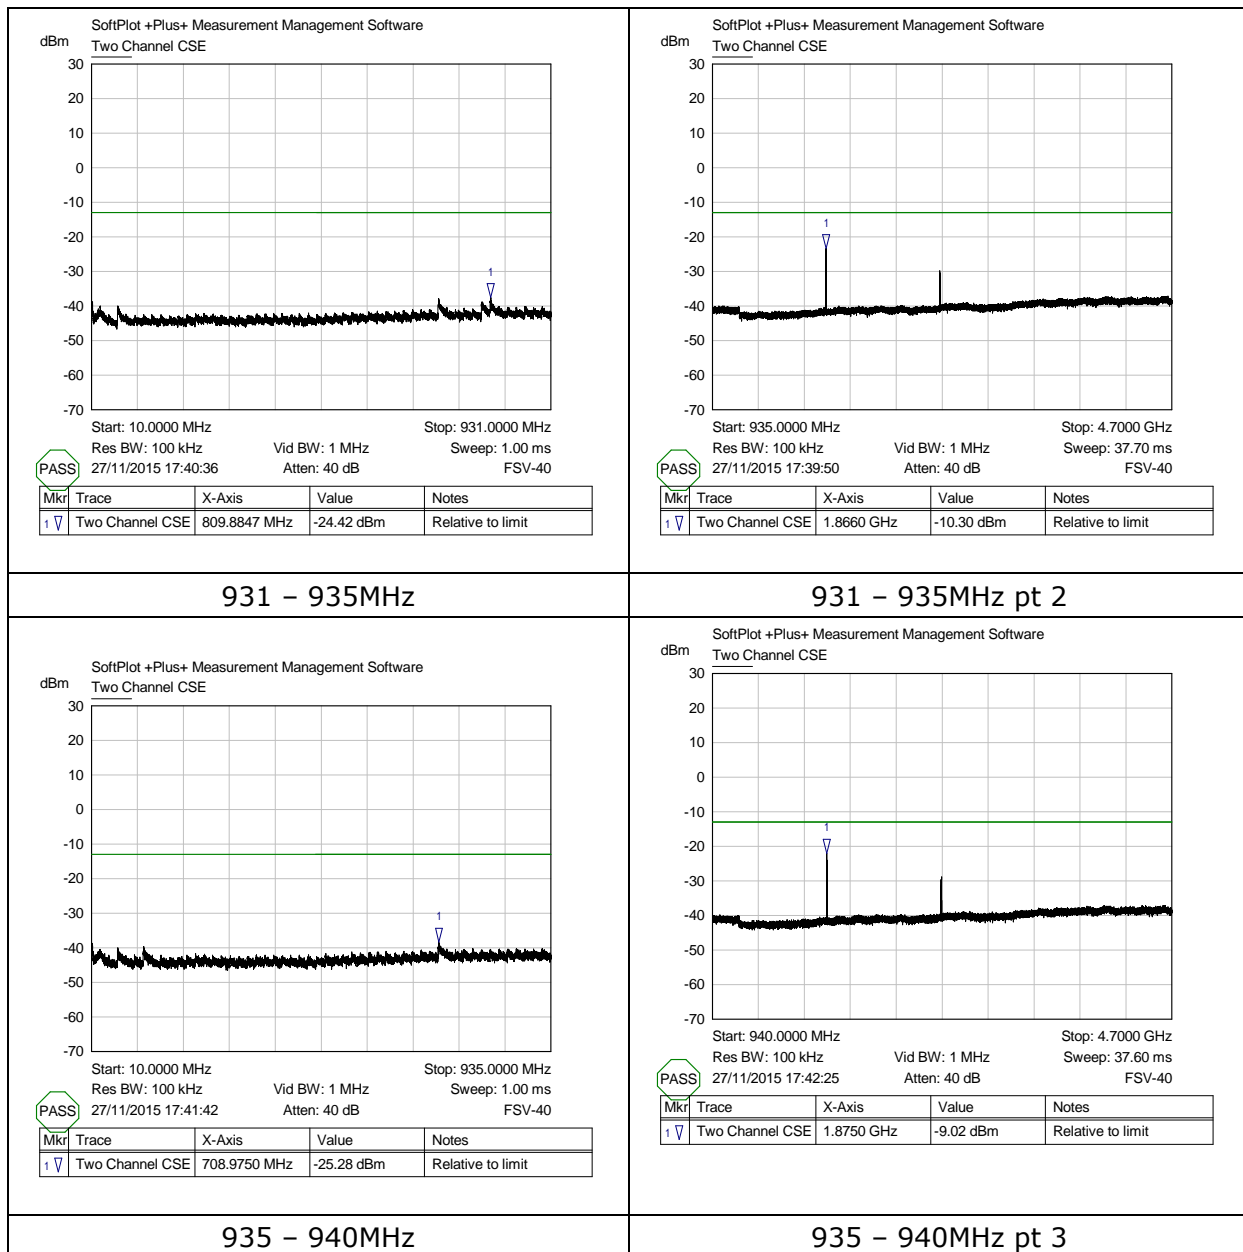 SoftPlot +Plus+ Measurement Management Software
dBm
Two Channel CSE
30
20
10
0
-10
-20
-30
-40
-50
-60
-70
1
Start: 10.0000 MHz Stop: 931.0000 MHz
Res BW: 100 kHz Vid BW: 1 MHz Sweep: 1.00 ms
PASS 27/11/2015 17:40:36 Atten: 40 dB FSV-40
Mkr Trace X-Axis Value Notes
1 Two Channel CSE 809.8847 MHz -24.42 dBm Relative to limit
931 – 935MHz
SoftPlot +Plus+ Measurement Management Software
dBm
Two Channel CSE
30
20
10
0
-10
-20
-30
-40
-50
-60
-70
1
Start: 935.0000 MHz Stop: 4.7000 GHz
Res BW: 100 kHz Vid BW: 1 MHz Sweep: 37.70 ms
PASS 27/11/2015 17:39:50 Atten: 40 dB FSV-40
Mkr Trace X-Axis Value Notes
1 Two Channel CSE 1.8660 GHz -10.30 dBm Relative to limit
931 – 935MHz pt 2
SoftPlot +Plus+ Measurement Management Software
dBm
Two Channel CSE
30
20
10
0
-10
-20
-30
-40
-50
-60
-70
1
Start: 10.0000 MHz Stop: 935.0000 MHz
Res BW: 100 kHz Vid BW: 1 MHz Sweep: 1.00 ms
PASS 27/11/2015 17:41:42 Atten: 40 dB FSV-40
Mkr Trace X-Axis Value Notes
1 Two Channel CSE 708.9750 MHz -25.28 dBm Relative to limit
935 – 940MHz
SoftPlot +Plus+ Measurement Management Software
dBm
Two Channel CSE
30
20
10
0
-10
-20
-30
-40
-50
-60
-70
1
Start: 940.0000 MHz Stop: 4.7000 GHz
Res BW: 100 kHz Vid BW: 1 MHz Sweep: 37.60 ms
PASS 27/11/2015 17:42:25 Atten: 40 dB FSV-40
Mkr Trace X-Axis Value Notes
1 Two Channel CSE 1.8750 GHz -9.02 dBm Relative to limit
935 – 940MHz pt 3